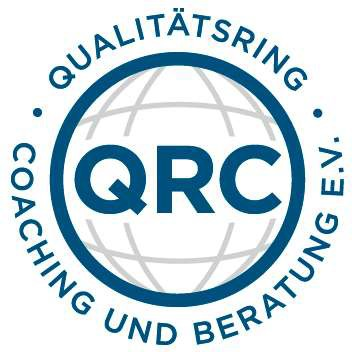 QUALITÄTSRING
QRC
COACHING UND BERATUNG E.V.